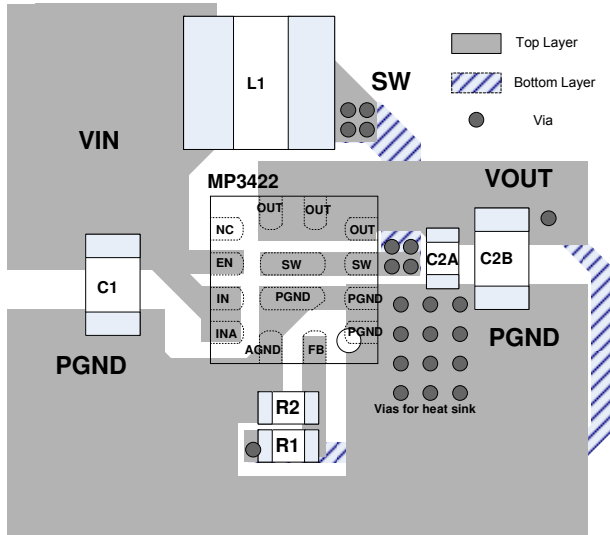 L1
SW
Top Layer
Bottom Layer
Via
VIN
MP3422
VOUT
OUT
OUT
NC
OUT
EN
SW
SW
C2A
C2B
C1
IN
PGND
PGND
INA
PGND
AGND
FB
PGND
PGND
R2
Vias for heat sink
R1